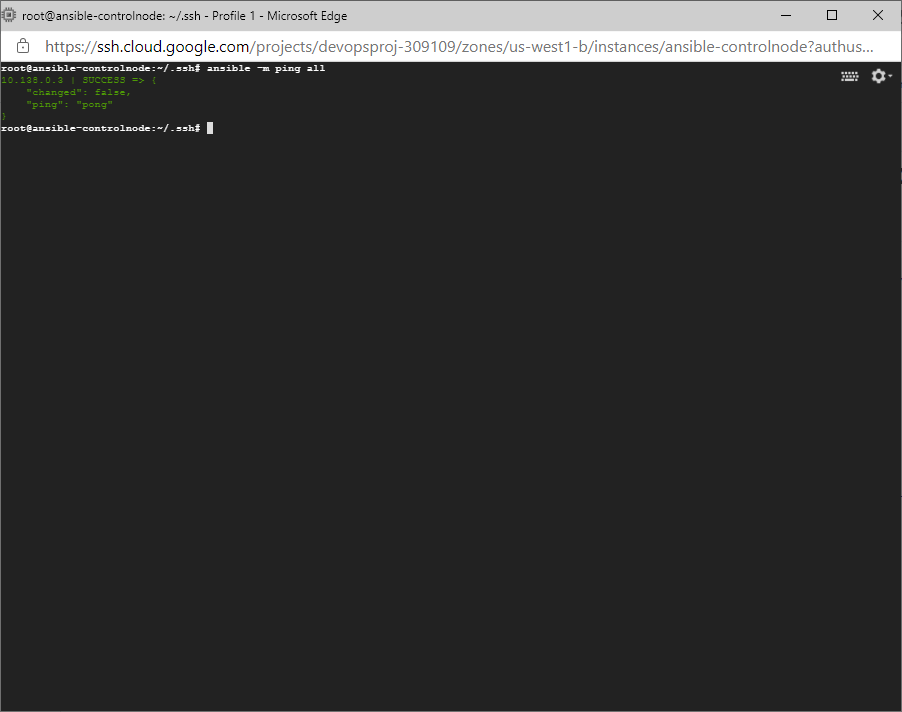 root@ansible-controlnode: ~/.ssh - Profile 1 - Microsoft Edge
https://ssh.cloud.google.com/projects/devopsproj-309109/zones/us-west1-b/instances/ansible-controlnode?authus...
root@ansible-controlnode:~/.ssh# ansible -m ping all
10.138.0.3 | SUCCESS => {
    "changed": false,
    "ping": "pong"
}
root@ansible-controlnode:~/.ssh#